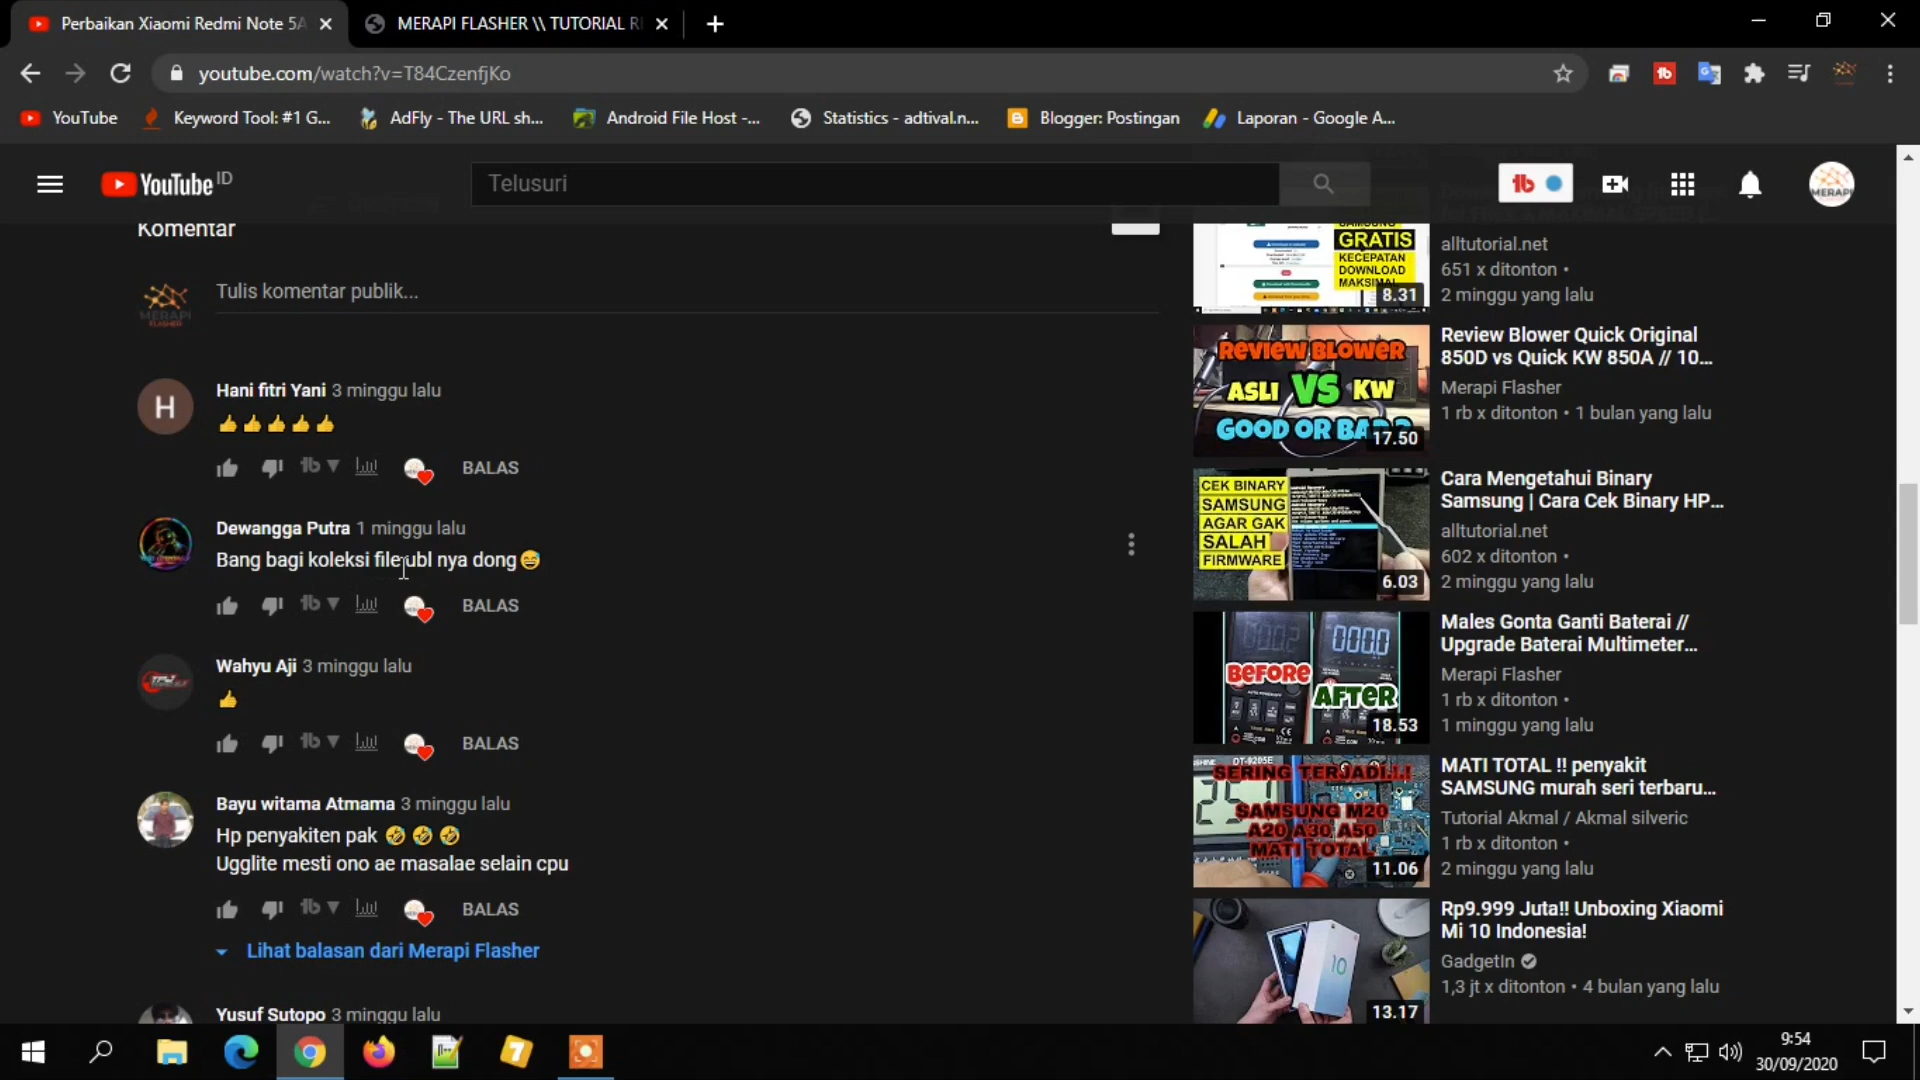 Perbaikan Xiaomi Redmi Note 5A
MERAPI FLASHER \\ TUTORIAL R
youtube.com/watch?v=T84CzenfjKo
YouTube
Keyword Tool: #1 G...
AdFly - The URL sh...
Android File Host -...
Statistics - adtival.n...
Blogger: Postingan
Laporan - Google A...
YouTube ID
Telusuri
MERAPI
Komentar
MERAPI
FLASHER
Tulis komentar publik...
H
Hani fitri Yani 3 minggu lalu
👍👍👍👍👍
BALAS
Dewangga Putra 1 minggu lalu
Bang bagi koleksi file ubl nya dong😅
BALAS
Wahyu Aji 3 minggu lalu
👍
BALAS
Bayu witama Atmama 3 minggu lalu
Hp penyakiten pak 🤣🤣🤣
Ugglite mesti ono ae masalae selain cpu
BALAS
Lihat balasan dari Merapi Flasher
Yusuf Sutopo 3 minggu lalu
GRATIS
KECEPATAN
DOWNLOAD
MAKSIMAL
8.31
alltutorial.net
651 x ditonton •
2 minggu yang lalu
REVIEW BLOWER
ASLI VS KW
GOOD OR BAD ?
17.50
Review Blower Quick Original
850D vs Quick KW 850A // 10...
Merapi Flasher
1 rb x ditonton • 1 bulan yang lalu
CEK BINARY
SAMSUNG
AGAR GAK
SALAH
FIRMWARE
6.03
Cara Mengetahui Binary
Samsung | Cara Cek Binary HP...
alltutorial.net
602 x ditonton •
2 minggu yang lalu
BEFORE
AFTER
18.53
Males Gonta Ganti Baterai //
Upgrade Baterai Multimeter...
Merapi Flasher
1 rb x ditonton •
1 minggu yang lalu
DT-9205E
SERING TERJADI...!
SAMSUNG M20
A20 A30 A50
MATI TOTAL
11.06
MATI TOTAL !! penyakit
SAMSUNG murah seri terbaru...
Tutorial Akmal / Akmal silveric
1 rb x ditonton •
2 minggu yang lalu
10
13.17
Rp9.999 Juta!! Unboxing Xiaomi
Mi 10 Indonesia!
GadgetIn
1,3 jt x ditonton • 4 bulan yang lalu
9:54
30/09/2020